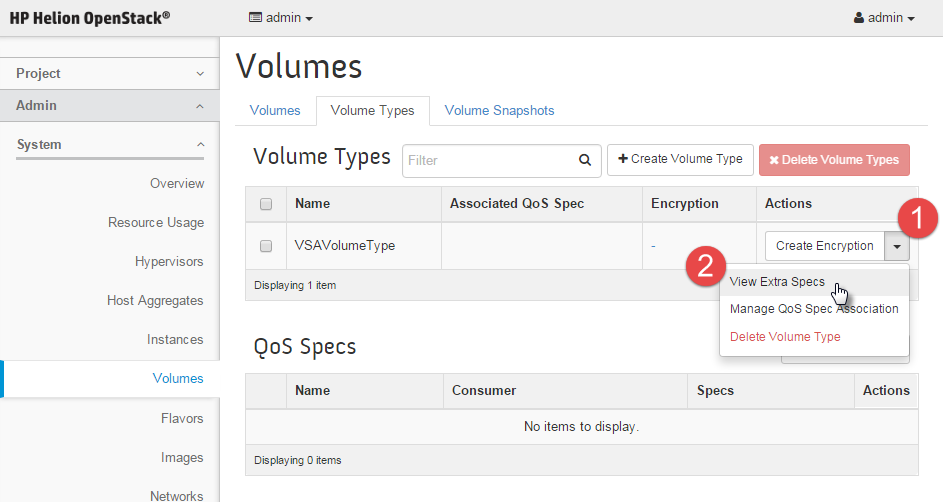 HP Helion OpenStack®
admin
admin
Project
Admin
System
Overview
Resource Usage
Hypervisors
Host Aggregates
Instances
Volumes
Flavors
Images
Networks
Volumes
Volumes Volume Types Volume Snapshots
Volume Types Filter + Create Volume Type × Delete Volume Types
Name Associated QoS Spec Encryption Actions
1
VSAVolumeType - Create Encryption
2
View Extra Specs
Manage QoS Spec Association
Delete Volume Type
Displaying 1 item
QoS Specs
Name Consumer Specs Actions
No items to display.
Displaying 0 items